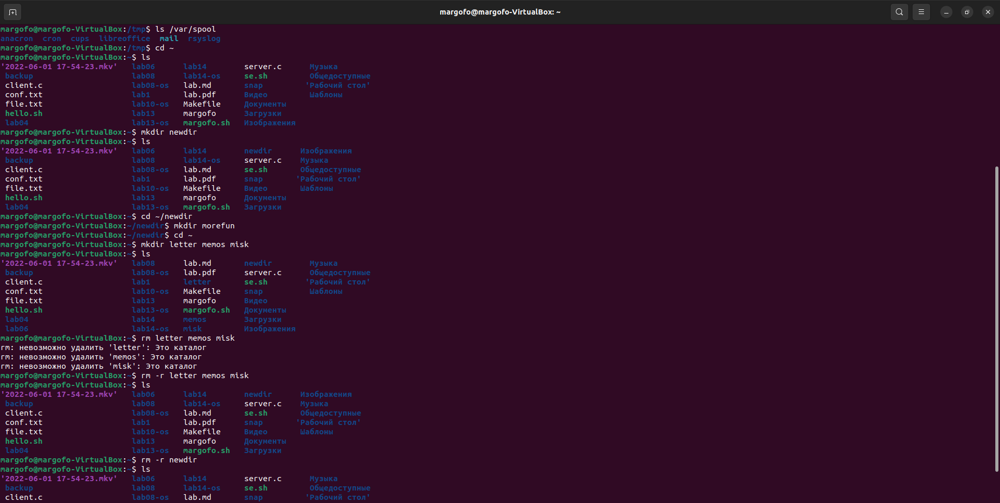 margofo@margofo-VirtualBox: ~
margofo@margofo-VirtualBox:/tmp$ ls /var/spool
anacron  cron  cups  libreoffice  mail  rsyslog
margofo@margofo-VirtualBox:/tmp$ cd ~
margofo@margofo-VirtualBox:~$ ls
'2022-06-01 17-54-23.mkv'   lab06      lab14        server.c      Музыка
 backup                     lab08      lab14-os     se.sh         Общедоступные
 client.c                   lab08-os   lab.md       snap         'Рабочий стол'
 conf.txt                   lab1       lab.pdf      Видео         Шаблоны
 file.txt                   lab10-os   Makefile     Документы
 hello.sh                   lab13      margofo      Загрузки
 lab04                      lab13-os   margofo.sh   Изображения
margofo@margofo-VirtualBox:~$ mkdir newdir
margofo@margofo-VirtualBox:~$ ls
'2022-06-01 17-54-23.mkv'   lab06      lab14        newdir      Изображения
 backup                     lab08      lab14-os     server.c    Музыка
 client.c                   lab08-os   lab.md       se.sh       Общедоступные
 conf.txt                   lab1       lab.pdf      snap       'Рабочий стол'
 file.txt                   lab10-os   Makefile     Видео       Шаблоны
 hello.sh                   lab13      margofo      Документы
 lab04                      lab13-os   margofo.sh   Загрузки
margofo@margofo-VirtualBox:~$ cd ~/newdir
margofo@margofo-VirtualBox:~/newdir$ mkdir morefun
margofo@margofo-VirtualBox:~/newdir$ cd ~
margofo@margofo-VirtualBox:~$ mkdir letter memos misk
margofo@margofo-VirtualBox:~$ ls
'2022-06-01 17-54-23.mkv'   lab08      lab.md       newdir        Музыка
 backup                     lab08-os   lab.pdf      server.c      Общедоступные
 client.c                   lab1       letter       se.sh        'Рабочий стол'
 conf.txt                   lab10-os   Makefile     snap          Шаблоны
 file.txt                   lab13      margofo      Видео
 hello.sh                   lab13-os   margofo.sh   Документы
 lab04                      lab14      memos        Загрузки
 lab06                      lab14-os   misk         Изображения
margofo@margofo-VirtualBox:~$ rm letter memos misk
rm: невозможно удалить 'letter': Это каталог
rm: невозможно удалить 'memos': Это каталог
rm: невозможно удалить 'misk': Это каталог
margofo@margofo-VirtualBox:~$ rm -r letter memos misk
margofo@margofo-VirtualBox:~$ ls
'2022-06-01 17-54-23.mkv'   lab06      lab14        newdir      Изображения
 backup                     lab08      lab14-os     server.c    Музыка
 client.c                   lab08-os   lab.md       se.sh       Общедоступные
 conf.txt                   lab1       lab.pdf      snap       'Рабочий стол'
 file.txt                   lab10-os   Makefile     Видео       Шаблоны
 hello.sh                   lab13      margofo      Документы
 lab04                      lab13-os   margofo.sh   Загрузки
margofo@margofo-VirtualBox:~$ rm -r newdir
margofo@margofo-VirtualBox:~$ ls
'2022-06-01 17-54-23.mkv'   lab06      lab14        server.c      Музыка
 backup                     lab08      lab14-os     se.sh         Общедоступные
 client.c                   lab08-os   lab.md       snap         'Рабочий стол'